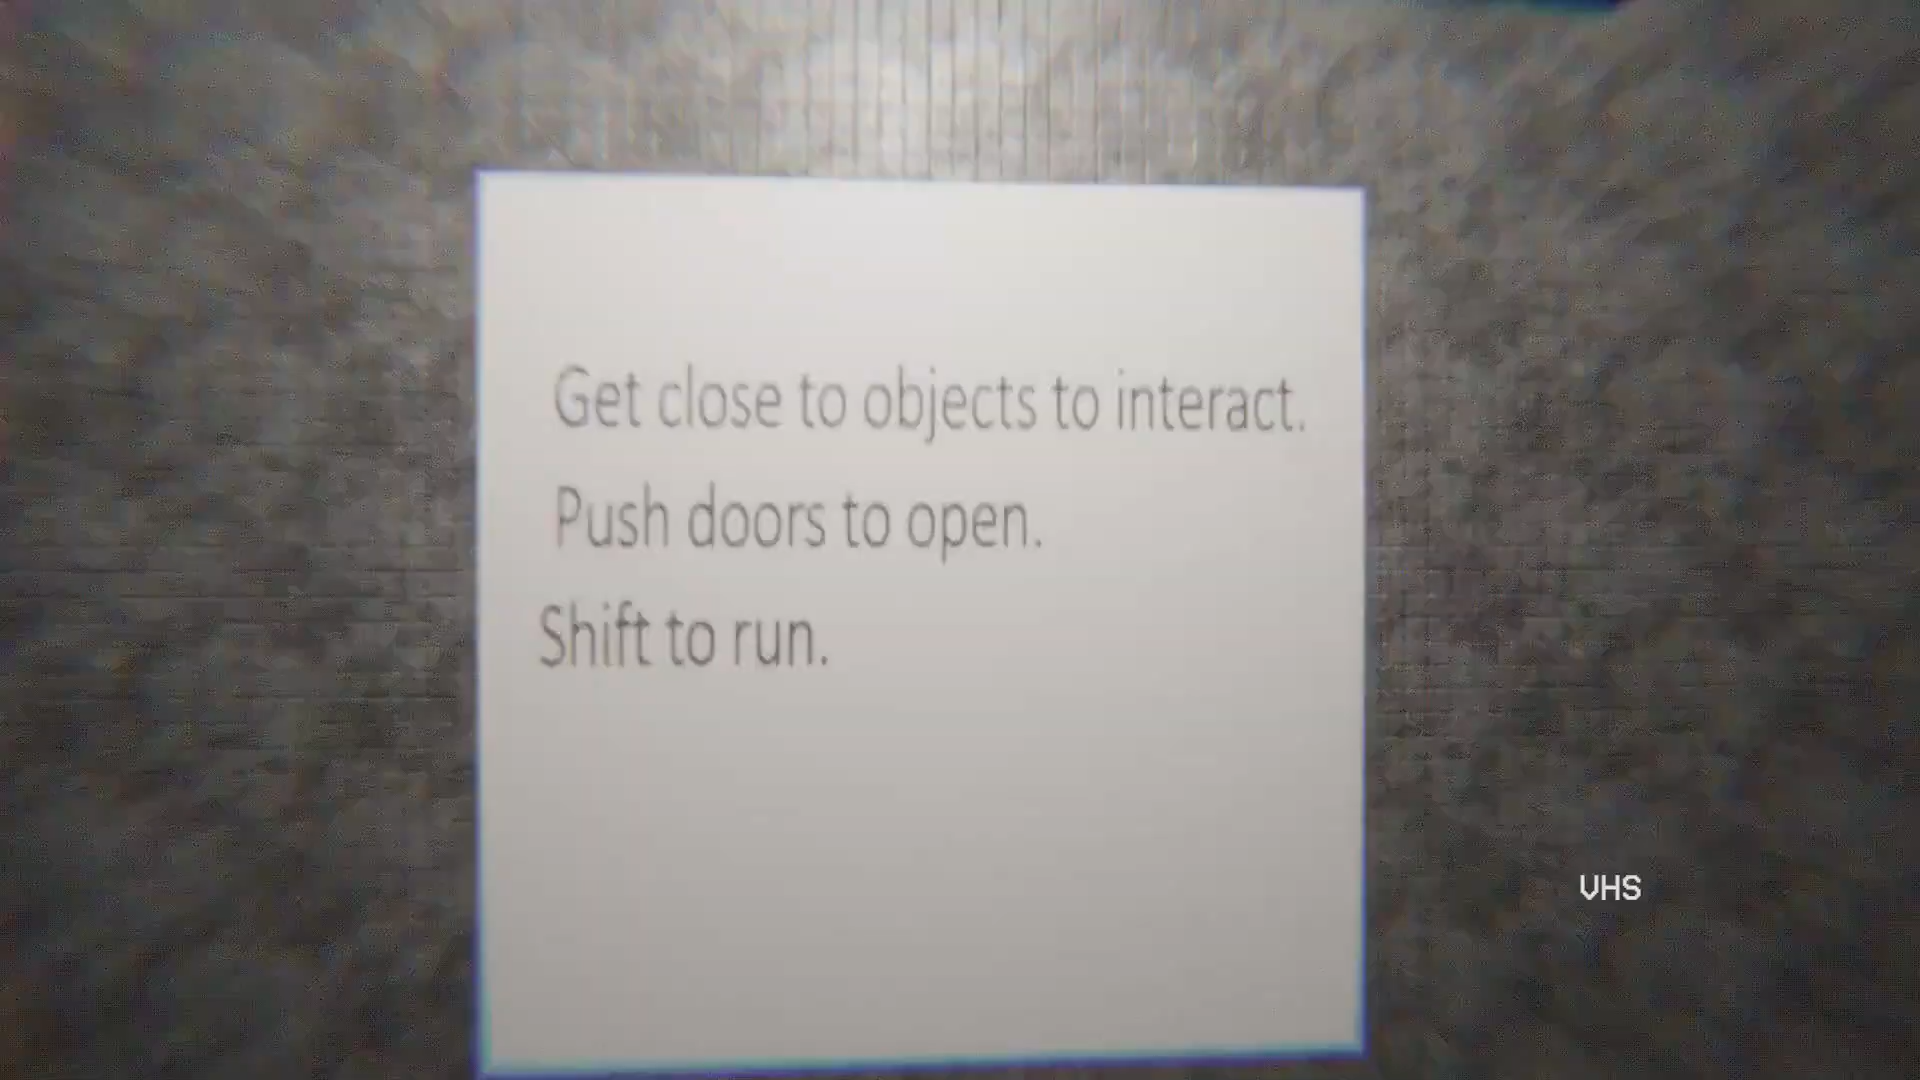 Get close to objects to interact.
Push doors to open.
Shift to run.
VHS